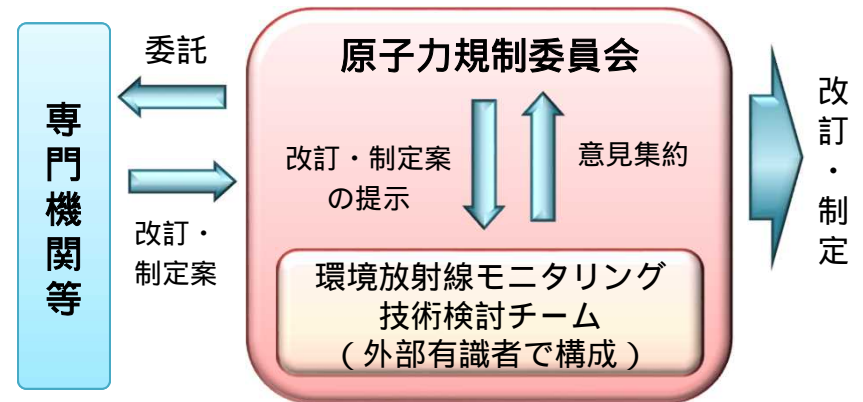 専門機関等
委託
改訂・
制定案
原子力規制委員会
改訂・制定案
の提示
意見集約
環境放射線モニタリング
技術検討チーム
(外部有識者で構成)
改訂・制定